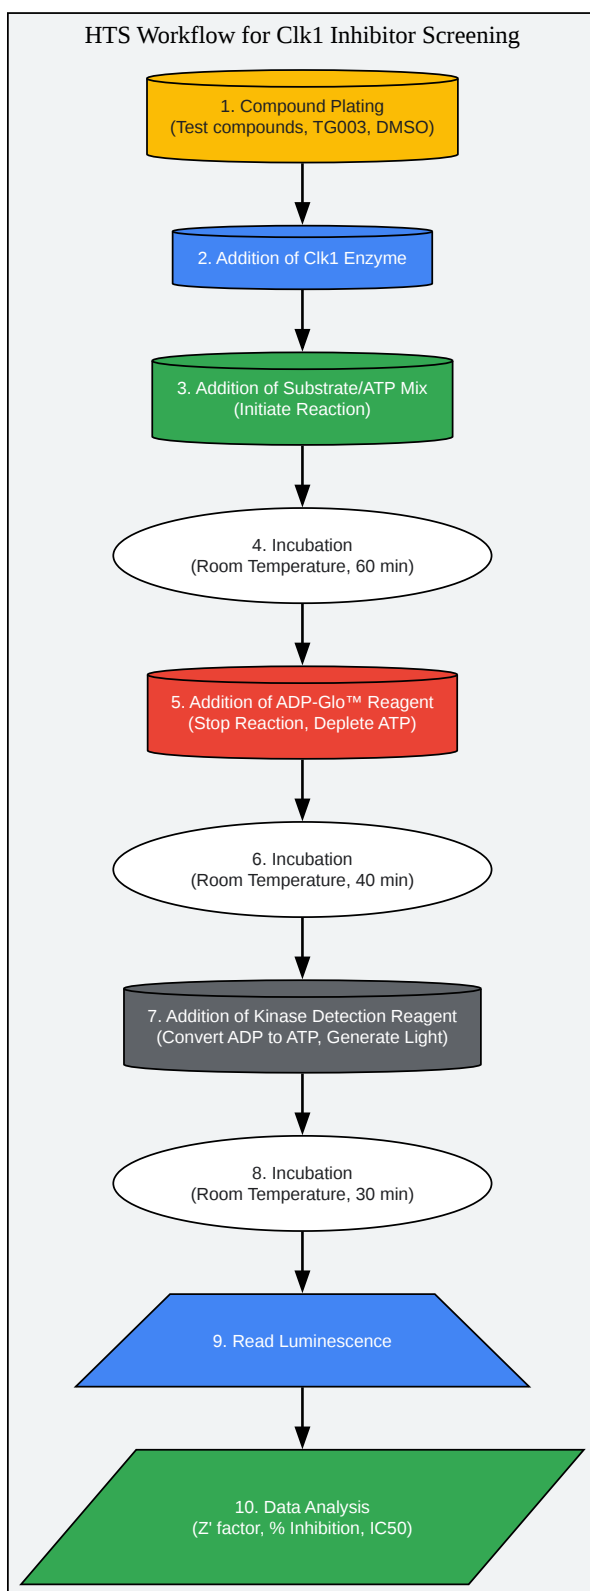 HTS Workflow for Clk1 Inhibitor Screening
1. Compound Plating
(Test compounds, TG003, DMSO)
2. Addition of Clk1 Enzyme
3. Addition of Substrate/ATP Mix
(Initiate Reaction)
4. Incubation
(Room Temperature, 60 min)
5. Addition of ADP-Glo™ Reagent
(Stop Reaction, Deplete ATP)
6. Incubation
(Room Temperature, 40 min)
7. Addition of Kinase Detection Reagent
(Convert ADP to ATP, Generate Light)
8. Incubation
(Room Temperature, 30 min)
9. Read Luminescence
10. Data Analysis
(Z' factor, % Inhibition, IC50)